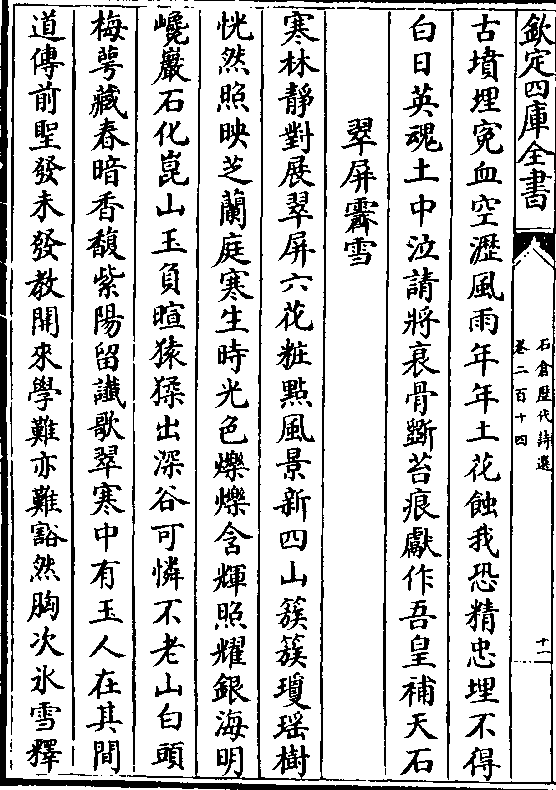 欽定四庫全書
石倉歷代詩選
卷二百十四
十一
古墳埋寃血空瀝風雨年年土花蝕我恐精忠埋不得
白日英魂土中泣請將衰骨斲苔痕獻作吾皇補天石
翠屏霽雪
寒林靜對展翠屏六花粧點風景新四山簇簇瓊瑤樹
恍然照映芝蘭庭寒生時光色爍爍含輝照耀銀海明
巉巖石化崑山玉負暄猿猱出深谷可憐不老山白頭
梅萼藏春暗香馥紫陽留讖歌翠寒中有玉人在其間
道傳前聖發未發教開來學難亦難豁然胸次氷雪釋